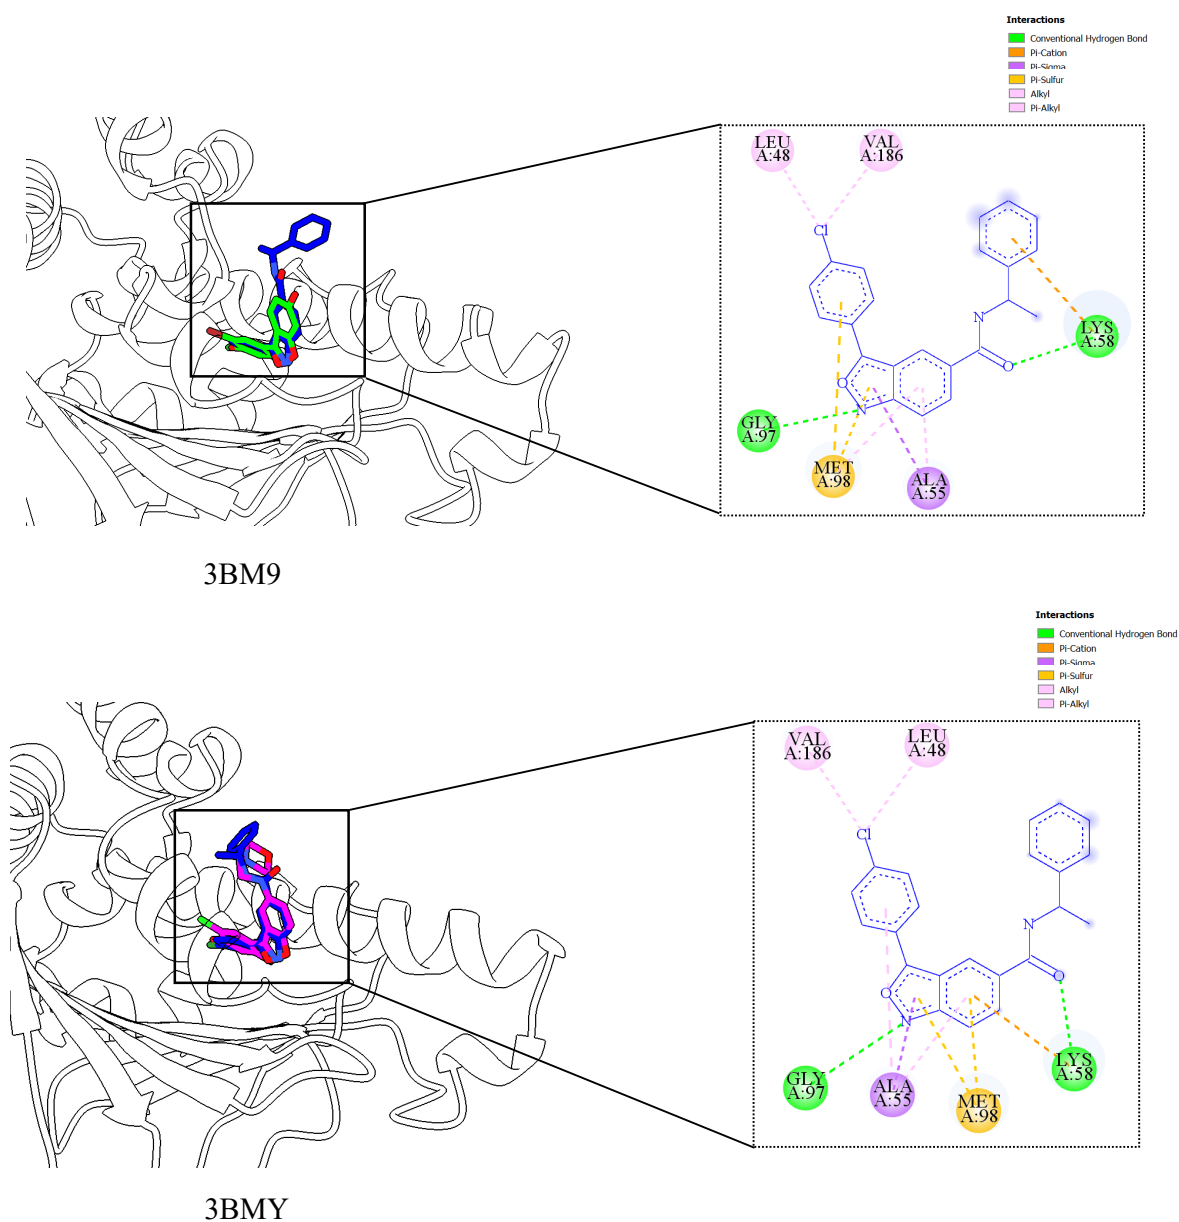 Interactions
Conventional Hydrogen Bond
Pi-Cation
Pi-Sigma
Pi-Sulfur
Alkyl
Pi-Alkyl
LEU
A:48
VAL
A:186
Cl
N
LYS
A:58
O
O
N
GLY
A:97
MET
A:98
ALA
A:55
3BM9
Interactions
Conventional Hydrogen Bond
Pi-Cation
Pi-Sigma
Pi-Sulfur
Alkyl
Pi-Alkyl
VAL
A:186
LEU
A:48
Cl
N
O
O
N
LYS
A:58
GLY
A:97
ALA
A:55
MET
A:98
3BMY